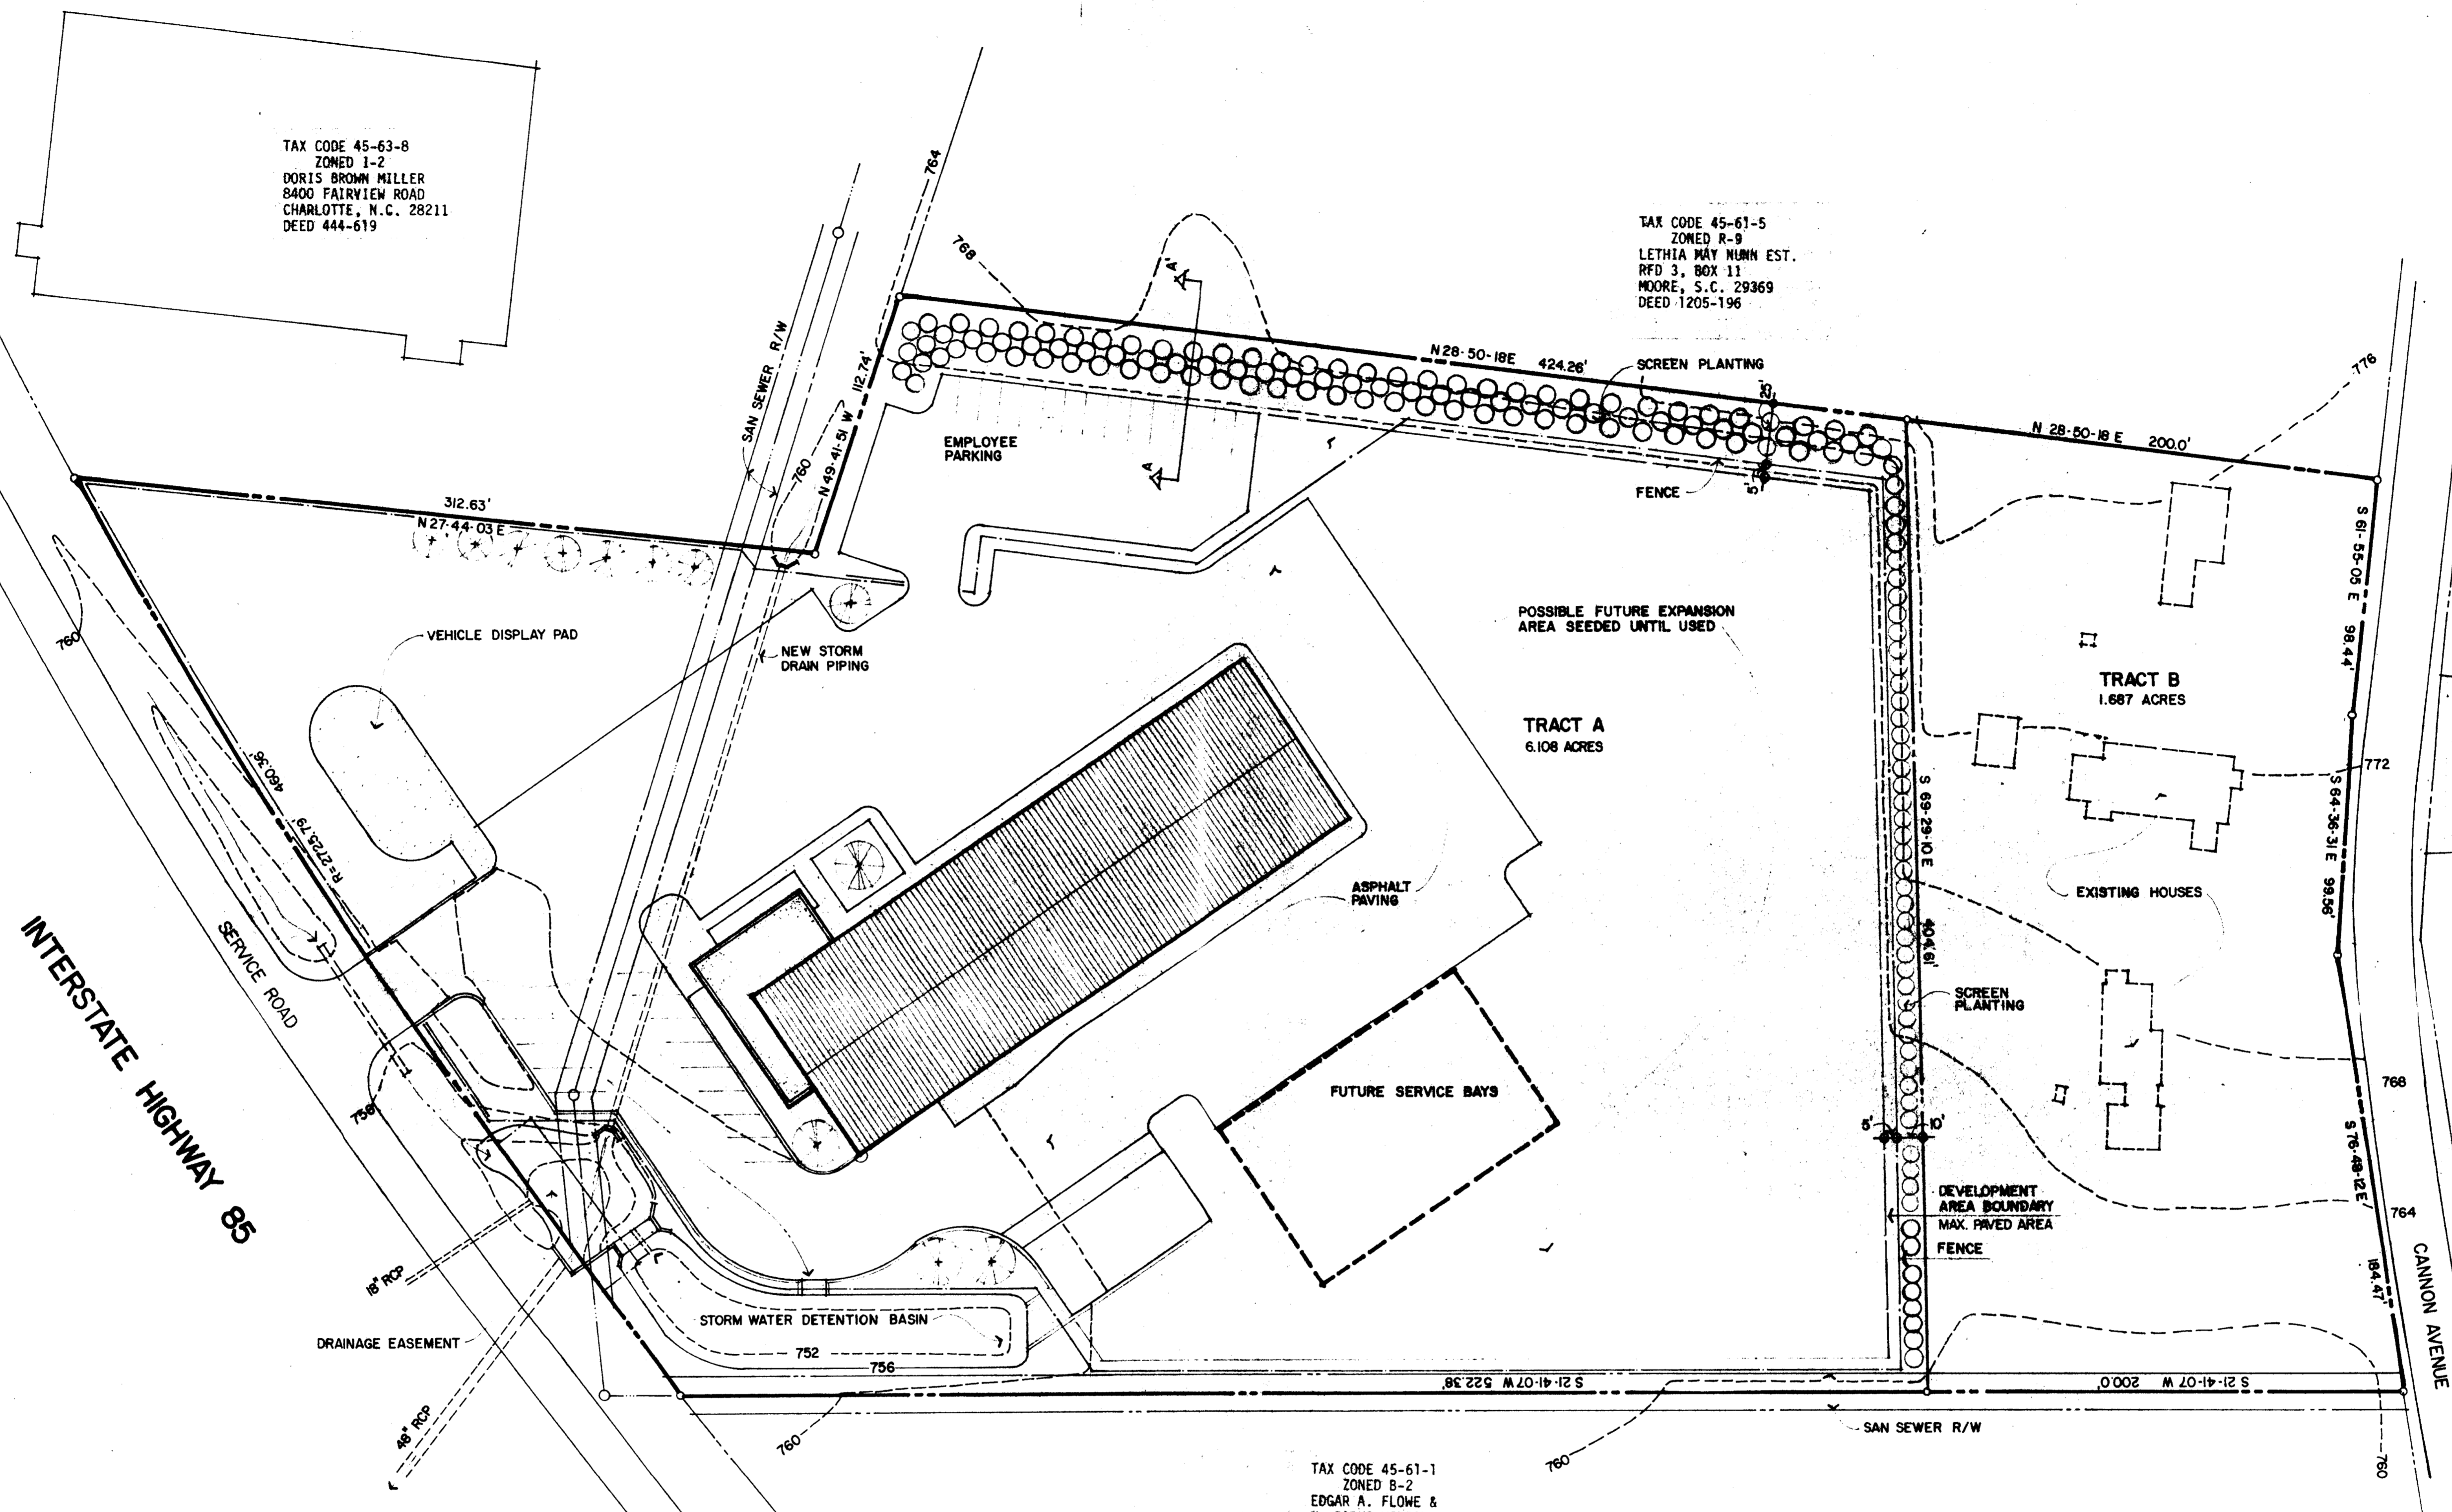 TAX CODE 45-63-8
ZONED I-2
DORIS BROWN MILLER
8400 FAIRVIEW ROAD
CHARLOTTE, N.C. 28211
DEED 444-619
764
768
A'
A
TAX CODE 45-61-5
ZONED R-9
LETHIA MAY NUNN EST.
RFD 3, BOX 11
MOORE, S.C. 29369
DEED 1205-196
SAN SEWER R/W
N 49-41-51 W 112.74'
760
EMPLOYEE
PARKING
N 28-50-18E 424.26'
SCREEN PLANTING
25'
5'
FENCE
N 28-50-18 E 200.0'
776
312.63'
N 27-44-03 E
760
VEHICLE DISPLAY PAD
NEW STORM
DRAIN PIPING
POSSIBLE FUTURE EXPANSION
AREA SEEDED UNTIL USED
TRACT A
6.108 ACRES
TRACT B
1.687 ACRES
S 61-55-05 E 98.44'
772
S 64-36-31 E 99.56'
S 69-29-10 E
404.61'
460.36'
R=2725.79'
ASPHALT
PAVING
EXISTING HOUSES
SCREEN
PLANTING
INTERSTATE HIGHWAY 85
SERVICE ROAD
756
FUTURE SERVICE BAYS
5'
10'
768
S 76-48-12 E
184.47'
764
DEVELOPMENT
AREA BOUNDARY
MAX. PAVED AREA
FENCE
CANNON AVENUE
18" RCP
DRAINAGE EASEMENT
STORM WATER DETENTION BASIN
752
756
48" RCP
S 21-41-07 W 522.38'
S 21-41-07 W 200.0'
760
760
SAN SEWER R/W
760
TAX CODE 45-61-1
ZONED B-2
EDGAR A. FLOWE &